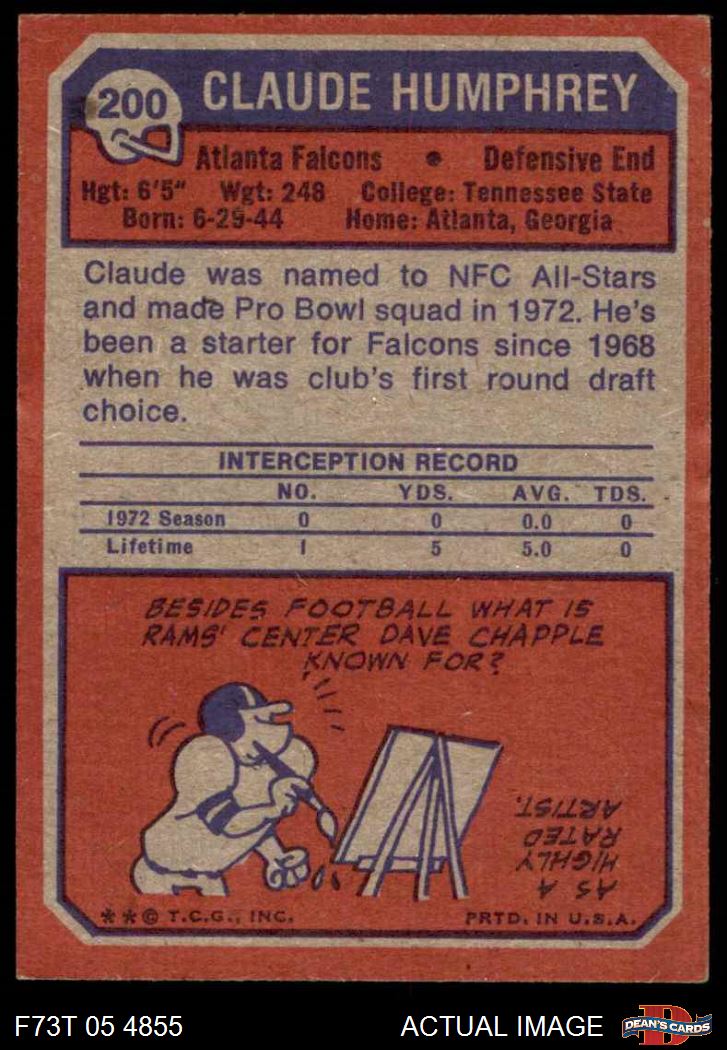 200
CLAUDE HUMPHREY
Atlanta Falcons • Defensive End
Hgt: 6'5" Wgt: 248 College: Tennessee State
Born: 6-29-44 Home: Atlanta, Georgia
Claude was named to NFC All-Stars
and made Pro Bowl squad in 1972. He's
been a starter for Falcons since 1968
when he was club's first round draft
choice.
INTERCEPTION RECORD
NO. YDS. AVG. TDS.
1972 Season 0 0 0.0 0
Lifetime 1 5 5.0 0
BESIDES FOOTBALL WHAT IS
RAMS' CENTER DAVE CHAPPLE
KNOWN FOR?
AS A
HIGHLY
RATED
ARTIST.
**© T.C.G., INC. PRTD. IN U.S.A.
F73T 05 4855 ACTUAL IMAGE
D
DEAN'S CARDS